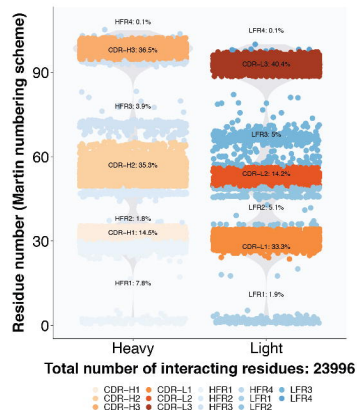 HFR4: 0.1%
LFR4: 0.1%
CDR-H3: 36.5%
CDR-L3: 40.4%
90
HFR3: 3.9%
LFR3: 5%
60
CDR-H2: 35.3%
CDR-L2: 14.2%
LFR2: 5.1%
HFR2: 1.8%
CDR-H1: 14.5%
CDR-L1: 33.3%
30
HFR1: 7.8%
LFR1: 1.9%
0
Residue number (Martin numbering scheme)
Heavy Light
Total number of interacting residues: 23996
CDR-H1 CDR-L1 HFR1 HFR4 LFR3
CDR-H2 CDR-L2 HFR2 LFR1 LFR4
CDR-H3 CDR-L3 HFR3 LFR2